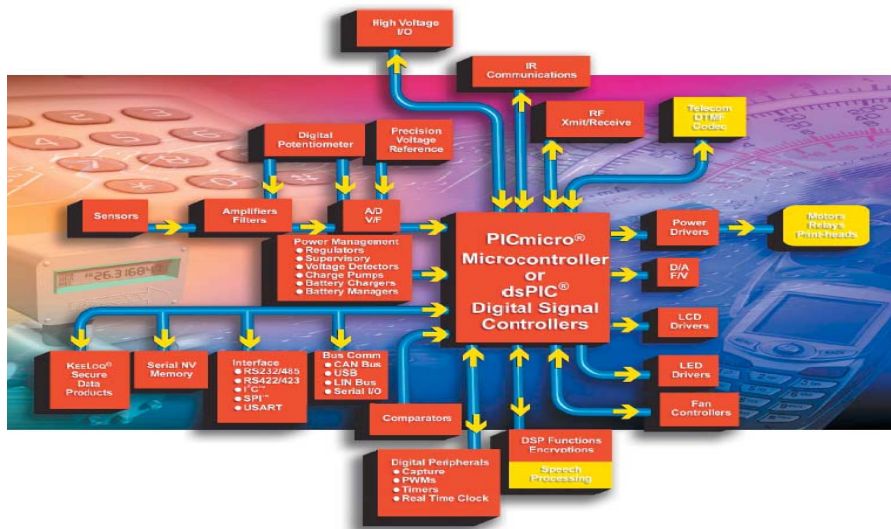 High Voltage
I/O
IR
Communications
RF
Xmit/Receive
Telecom
DTMF
Codec
Digital
Potentiometer
Precision
Voltage
Reference
Sensors
Amplifiers
Filters
A/D
V/F
Power Management
● Regulators
● Supervisory
● Voltage Detectors
● Charge Pumps
● Battery Chargers
● Battery Managers
PICmicro®
Microcontroller
or
dsPIC®
Digital Signal
Controllers
Power
Drivers
Motors
Relays
Print-heads
D/A
F/V
LCD
Drivers
LED
Drivers
Fan
Controllers
KEELOQ®
Secure
Data
Products
Serial NV
Memory
Interface
● RS232/485
● RS422/423
● I²C™
● SPI™
● USART
Bus Comm
● CAN Bus
● USB
● LIN Bus
● Serial I/O
Comparators
Digital Peripherals
● Capture
● PWMs
● Timers
● Real Time Clock
DSP Functions
Encryptions
Speech
Processing